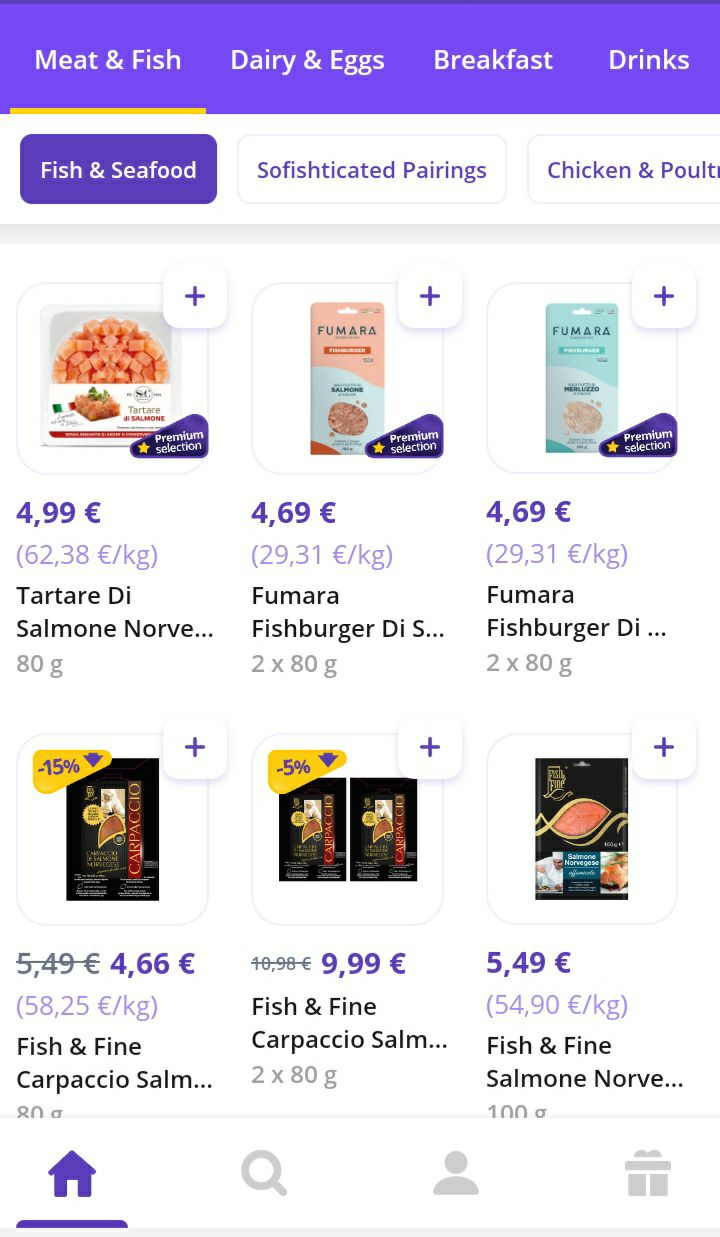 Meat & Fish
Dairy & Eggs
Breakfast
Drinks
Fish & Seafood
Sofishticated Pairings
Chicken & Poultr
Tartare
di SALMONE
Premium
selection
FUMARA
FISHBURGER
SALMONE
Premium
selection
FUMARA
FISHBURGER
MERLUZZO
Premium
selection
4,99 €
(62,38 €/kg)
Tartare Di
Salmone Norve...
80 g
4,69 €
(29,31 €/kg)
Fumara
Fishburger Di S...
2 x 80 g
4,69 €
(29,31 €/kg)
Fumara
Fishburger Di ...
2 x 80 g
-15%
CARPACCIO
CARPACCIO
DI SALMONE
NORVEGESE
-5%
CARPACCIO
CARPACCIO
Fish &
Fine
100 g e
Salmone
Norvegese
affumicato
5,49 € 4,66 €
(58,25 €/kg)
Fish & Fine
Carpaccio Salm...
80 g
10,98 € 9,99 €
Fish & Fine
Carpaccio Salm...
2 x 80 g
5,49 €
(54,90 €/kg)
Fish & Fine
Salmone Norve...
100 g